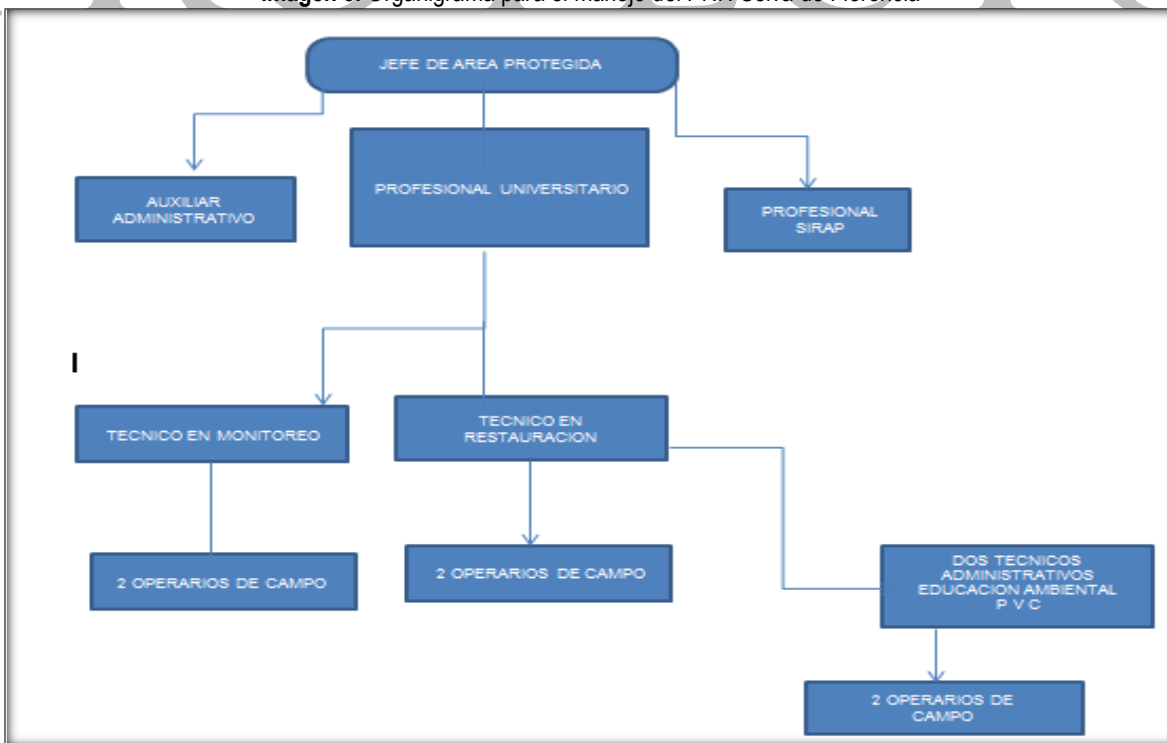 JEFE DE AREA PROTEGIDA
PROFESIONAL UNIVERSITARIO
AUXILIAR
ADMINISTRATIVO
PROFESIONAL
SIRAP
I
TECNICO EN MONITOREO
TECNICO EN
RESTAURACION
2 OPERARIOS DE CAMPO
2 OPERARIOS DE CAMPO
DOS TECNICOS
ADMINISTRATIVOS
EDUCACION AMBIENTAL
P V C
2 OPERARIOS DE
CAMPO